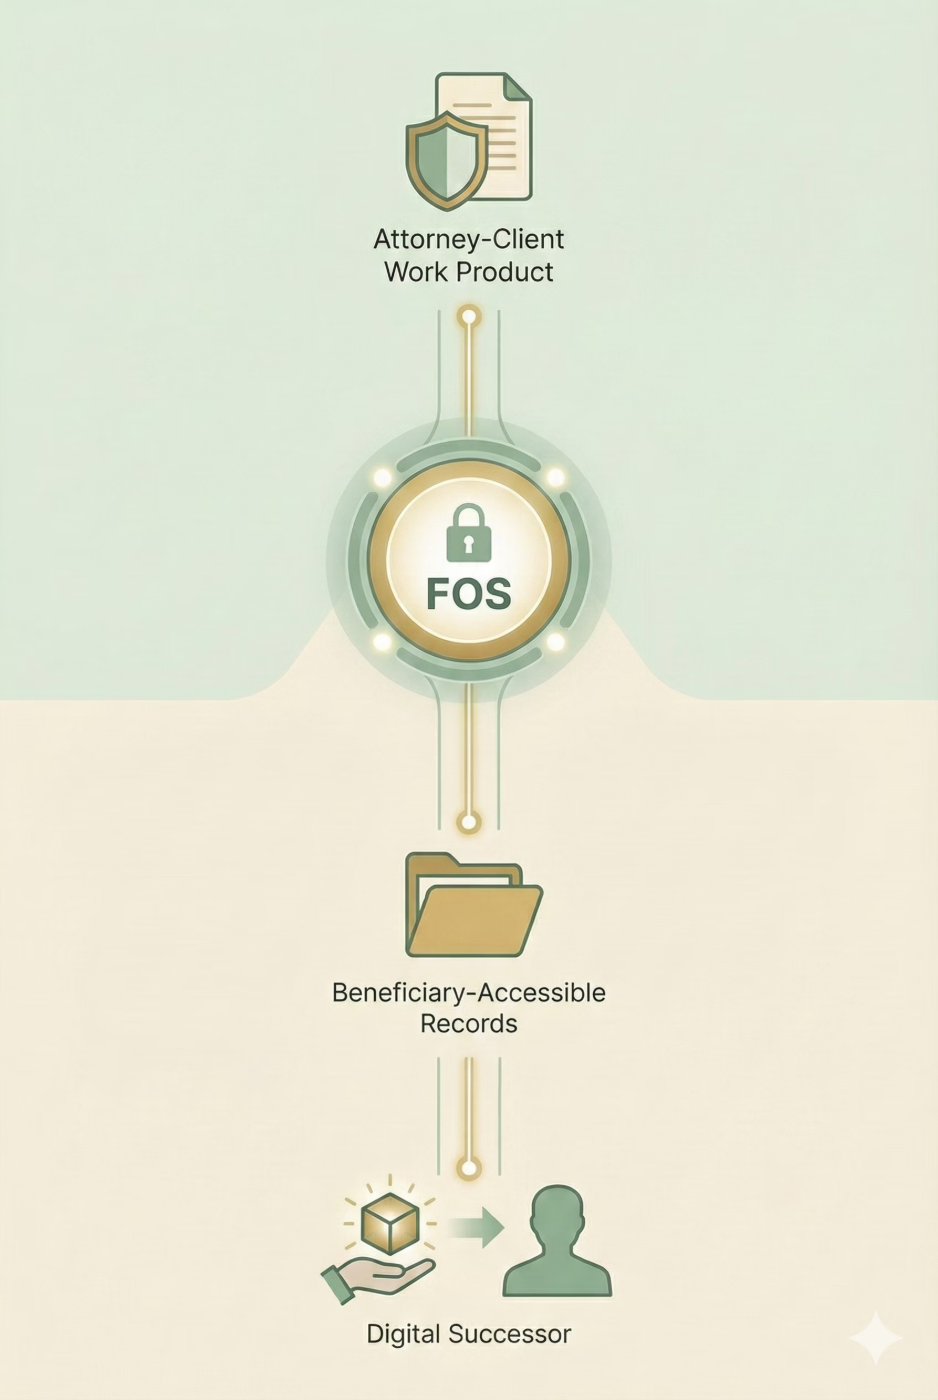 Attorney-Client
Work Product
FOS
Beneficiary-Accessible
Records
Digital Successor